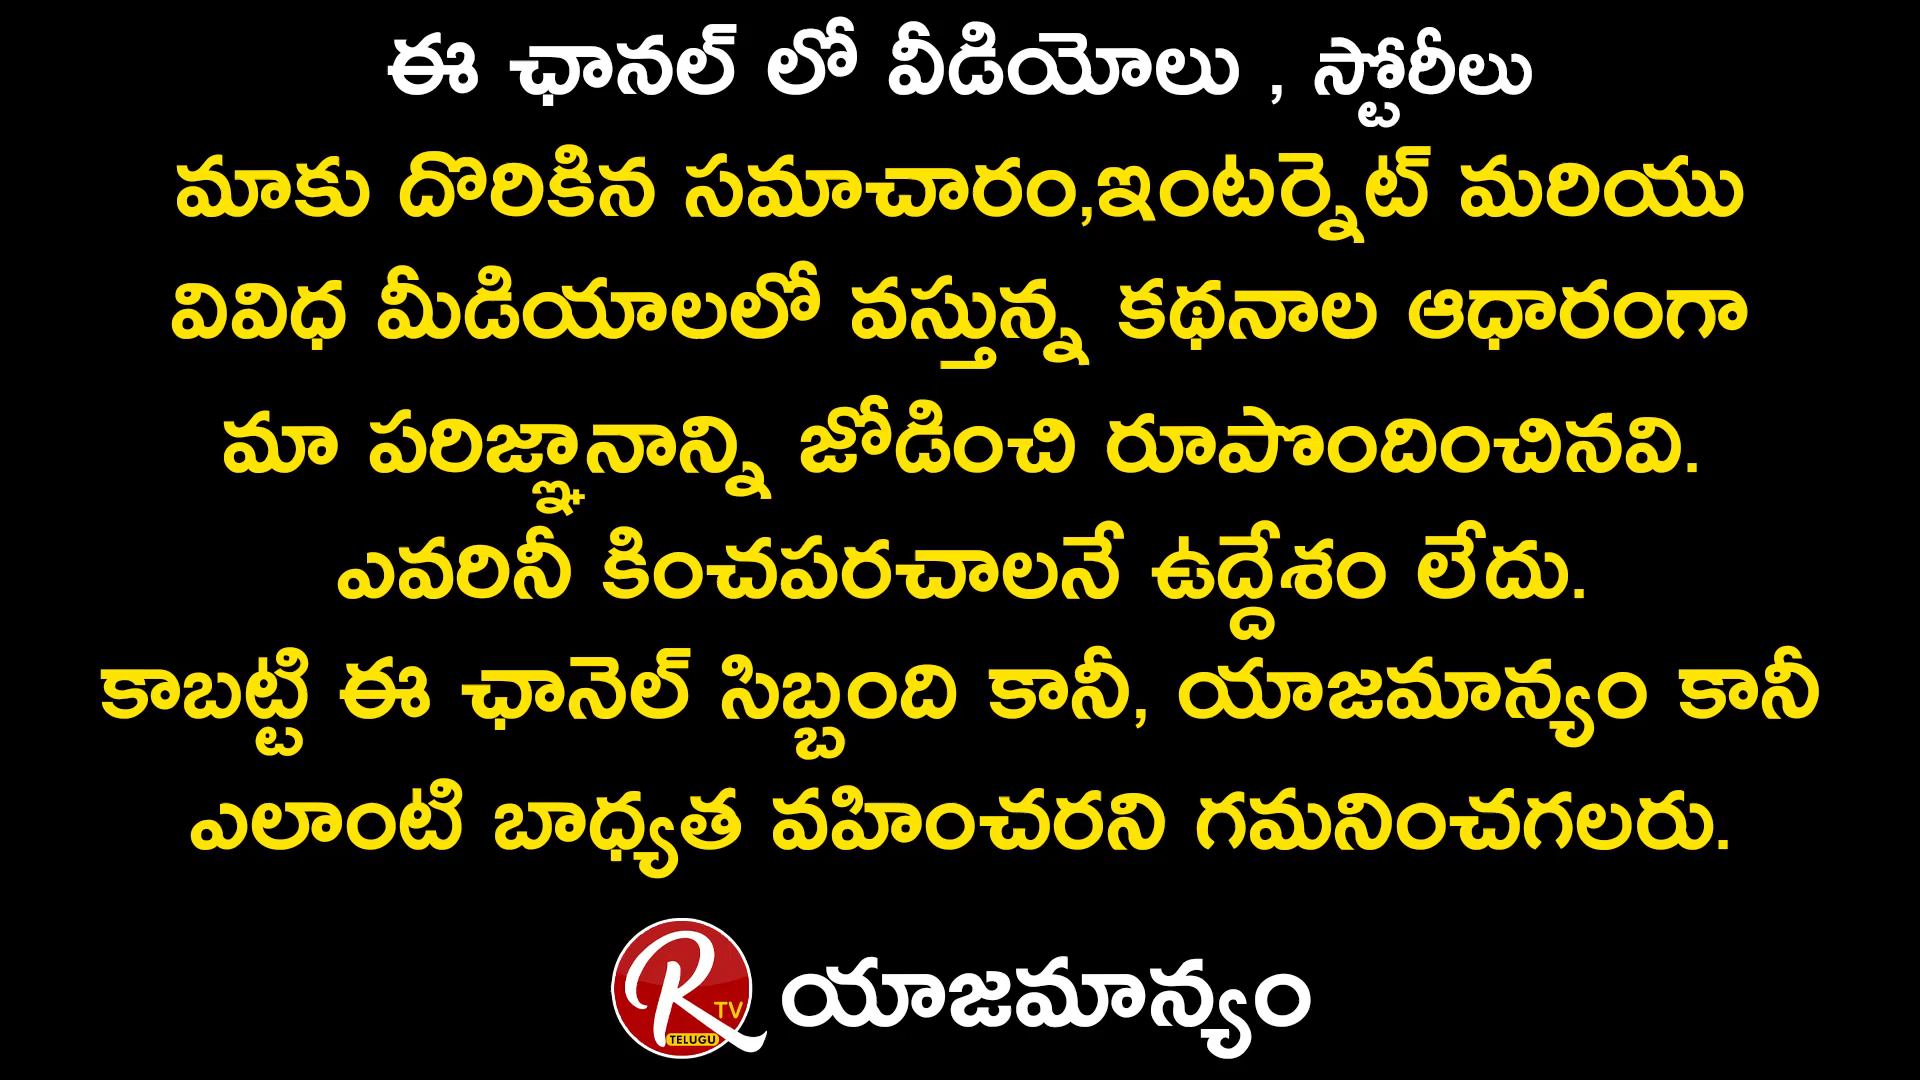 ఈ ఛానల్ లో వీడియోలు , స్టోరీలు
మాకు దొరికిన సమాచారం,ఇంటర్నెట్ మరియు
వివిధ మీడియాలలో వస్తున్న కథనాల ఆధారంగా
మా పరిజ్ఞానాన్ని జోడించి రూపొందించినవి.
ఎవరినీ కించపరచాలనే ఉద్దేశం లేదు.
కాబట్టి ఈ ఛానెల్ సిబ్బంది కానీ, యాజమాన్యం కానీ
ఎలాంటి బాధ్యత వహించరని గమనించగలరు.
R TV TELUGU యాజమాన్యం